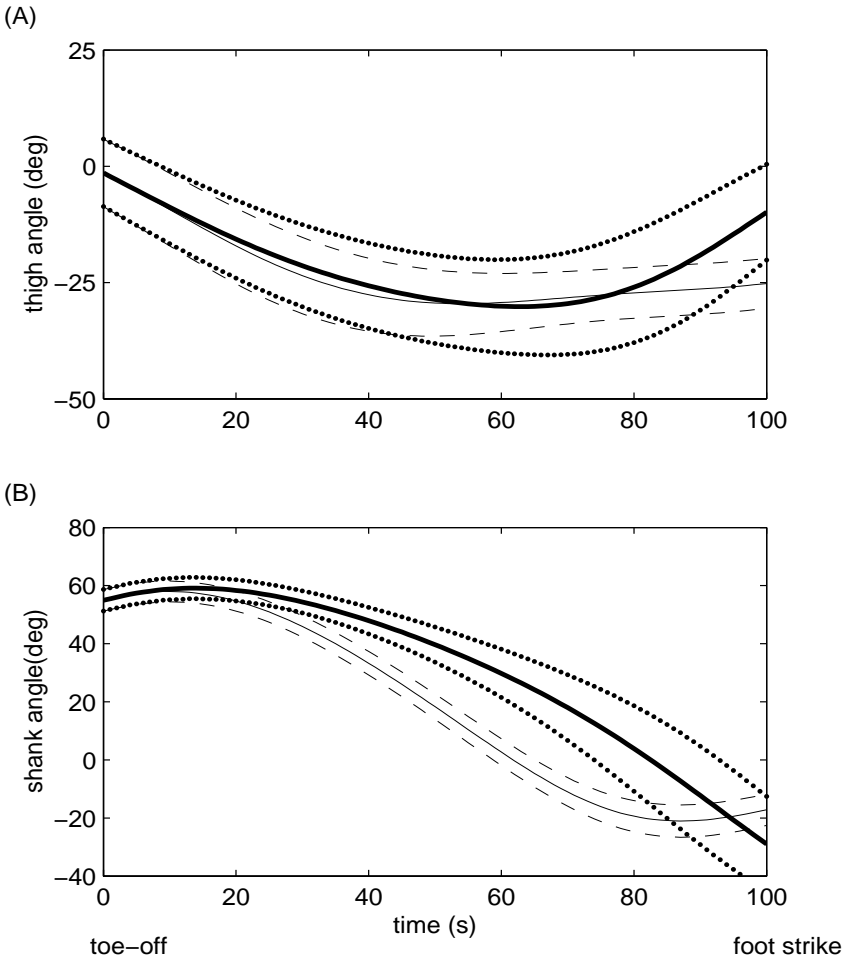 (A)
25
0
−25
−50
thigh angle (deg)
0 20 40 60 80 100
(B)
80
60
40
20
0
−20
−40
shank angle(deg)
0 20 40 60 80 100
time (s)
toe−off foot strike